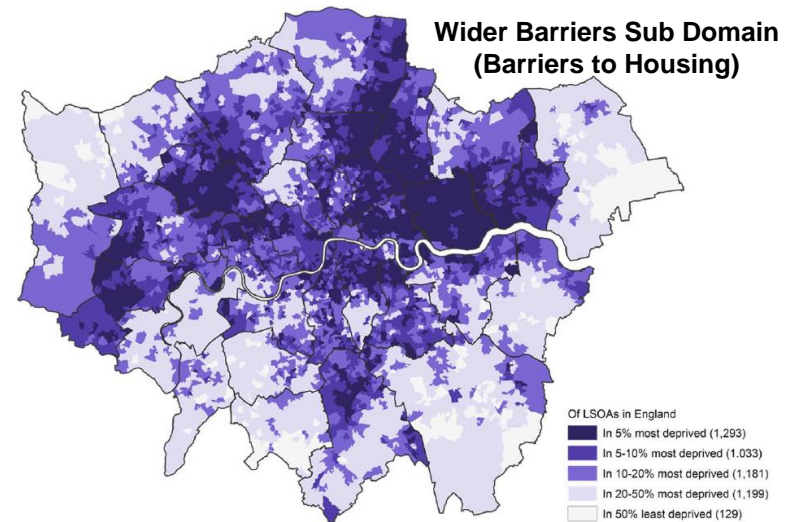 Wider Barriers Sub Domain
(Barriers to Housing)
Of LSOAs in England
In 5% most deprived (1,293)
In 5-10% most deprived (1.033)
In 10-20% most deprived (1,181)
In 20-50% most deprived (1,199)
In 50% least deprived (129)